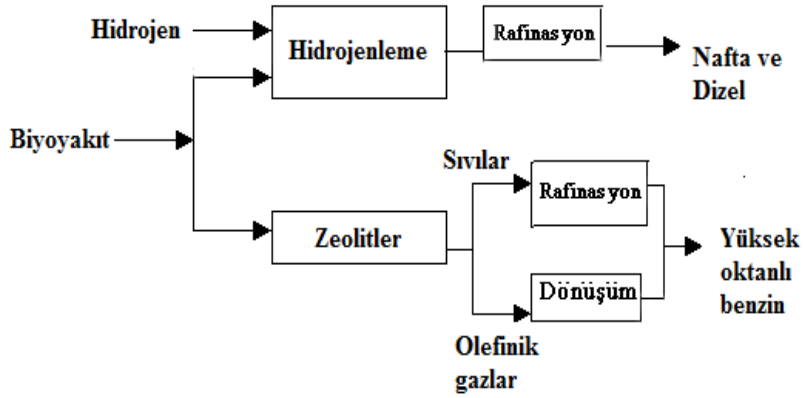 Hidrojen
Hidrojenleme
Rafinasyon
Nafta ve
Dizel
Biyoyakıt
Sıvılar
Rafinasyon
Zeolitler
Yüksek
oktanlı
benzin
Dönüşüm
Olefinik
gazlar